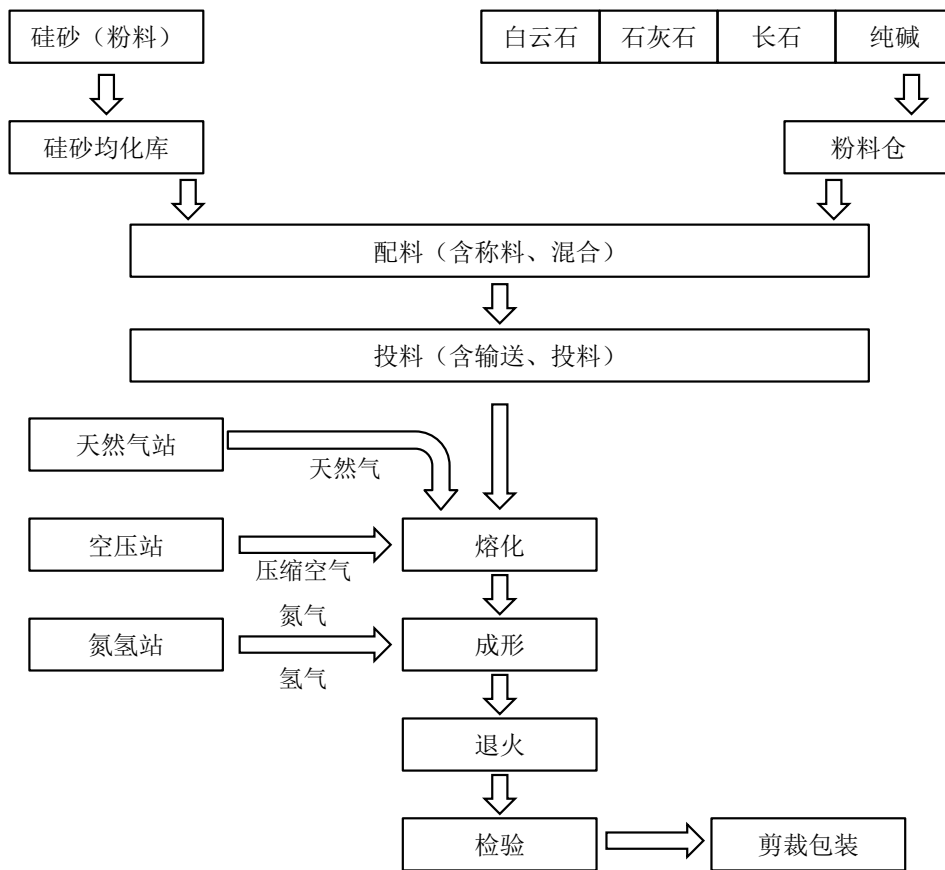 硅砂（粉料）
白云石 石灰石 长石 纯碱
硅砂均化库
粉料仓
配料（含称料、混合）
投料（含输送、投料）
天然气站
天然气
空压站
压缩空气
熔化
氮气
氮氢站
氢气
成形
退火
检验
剪裁包装